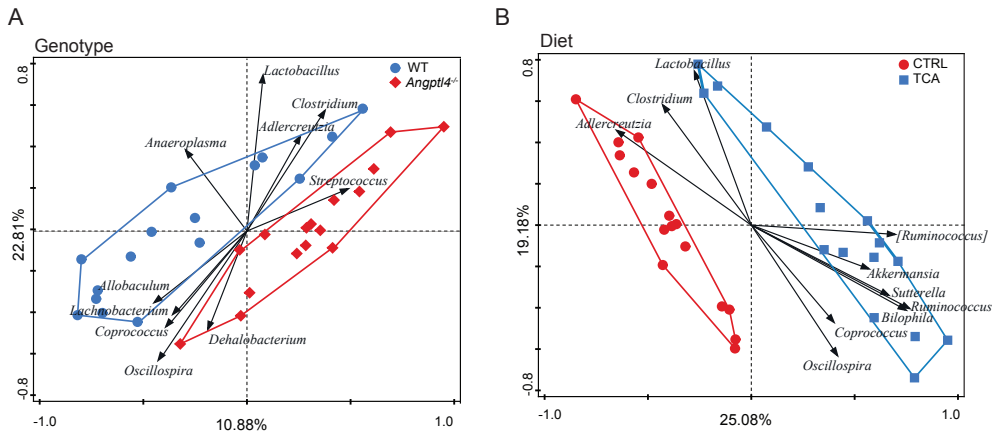 A
Genotype
0.8
Lactobacillus
WT
Angptl4-/-
Clostridium
Adlercreutzia
Anaeroplasma
Streptococcus
22.81%
Allobaculum
Lachnobacterium
Coprococcus
Dehalobacterium
Oscillospira
-0.8
-1.0
10.88%
1.0
B
Diet
0.8
Lactobacillus
CTRL
TCA
Clostridium
Adlercreutzia
19.18%
[Ruminococcus]
Akkermansia
Sutterella
Ruminococcus
Bilophila
Coprococcus
Oscillospira
-0.8
-1.0
25.08%
1.0